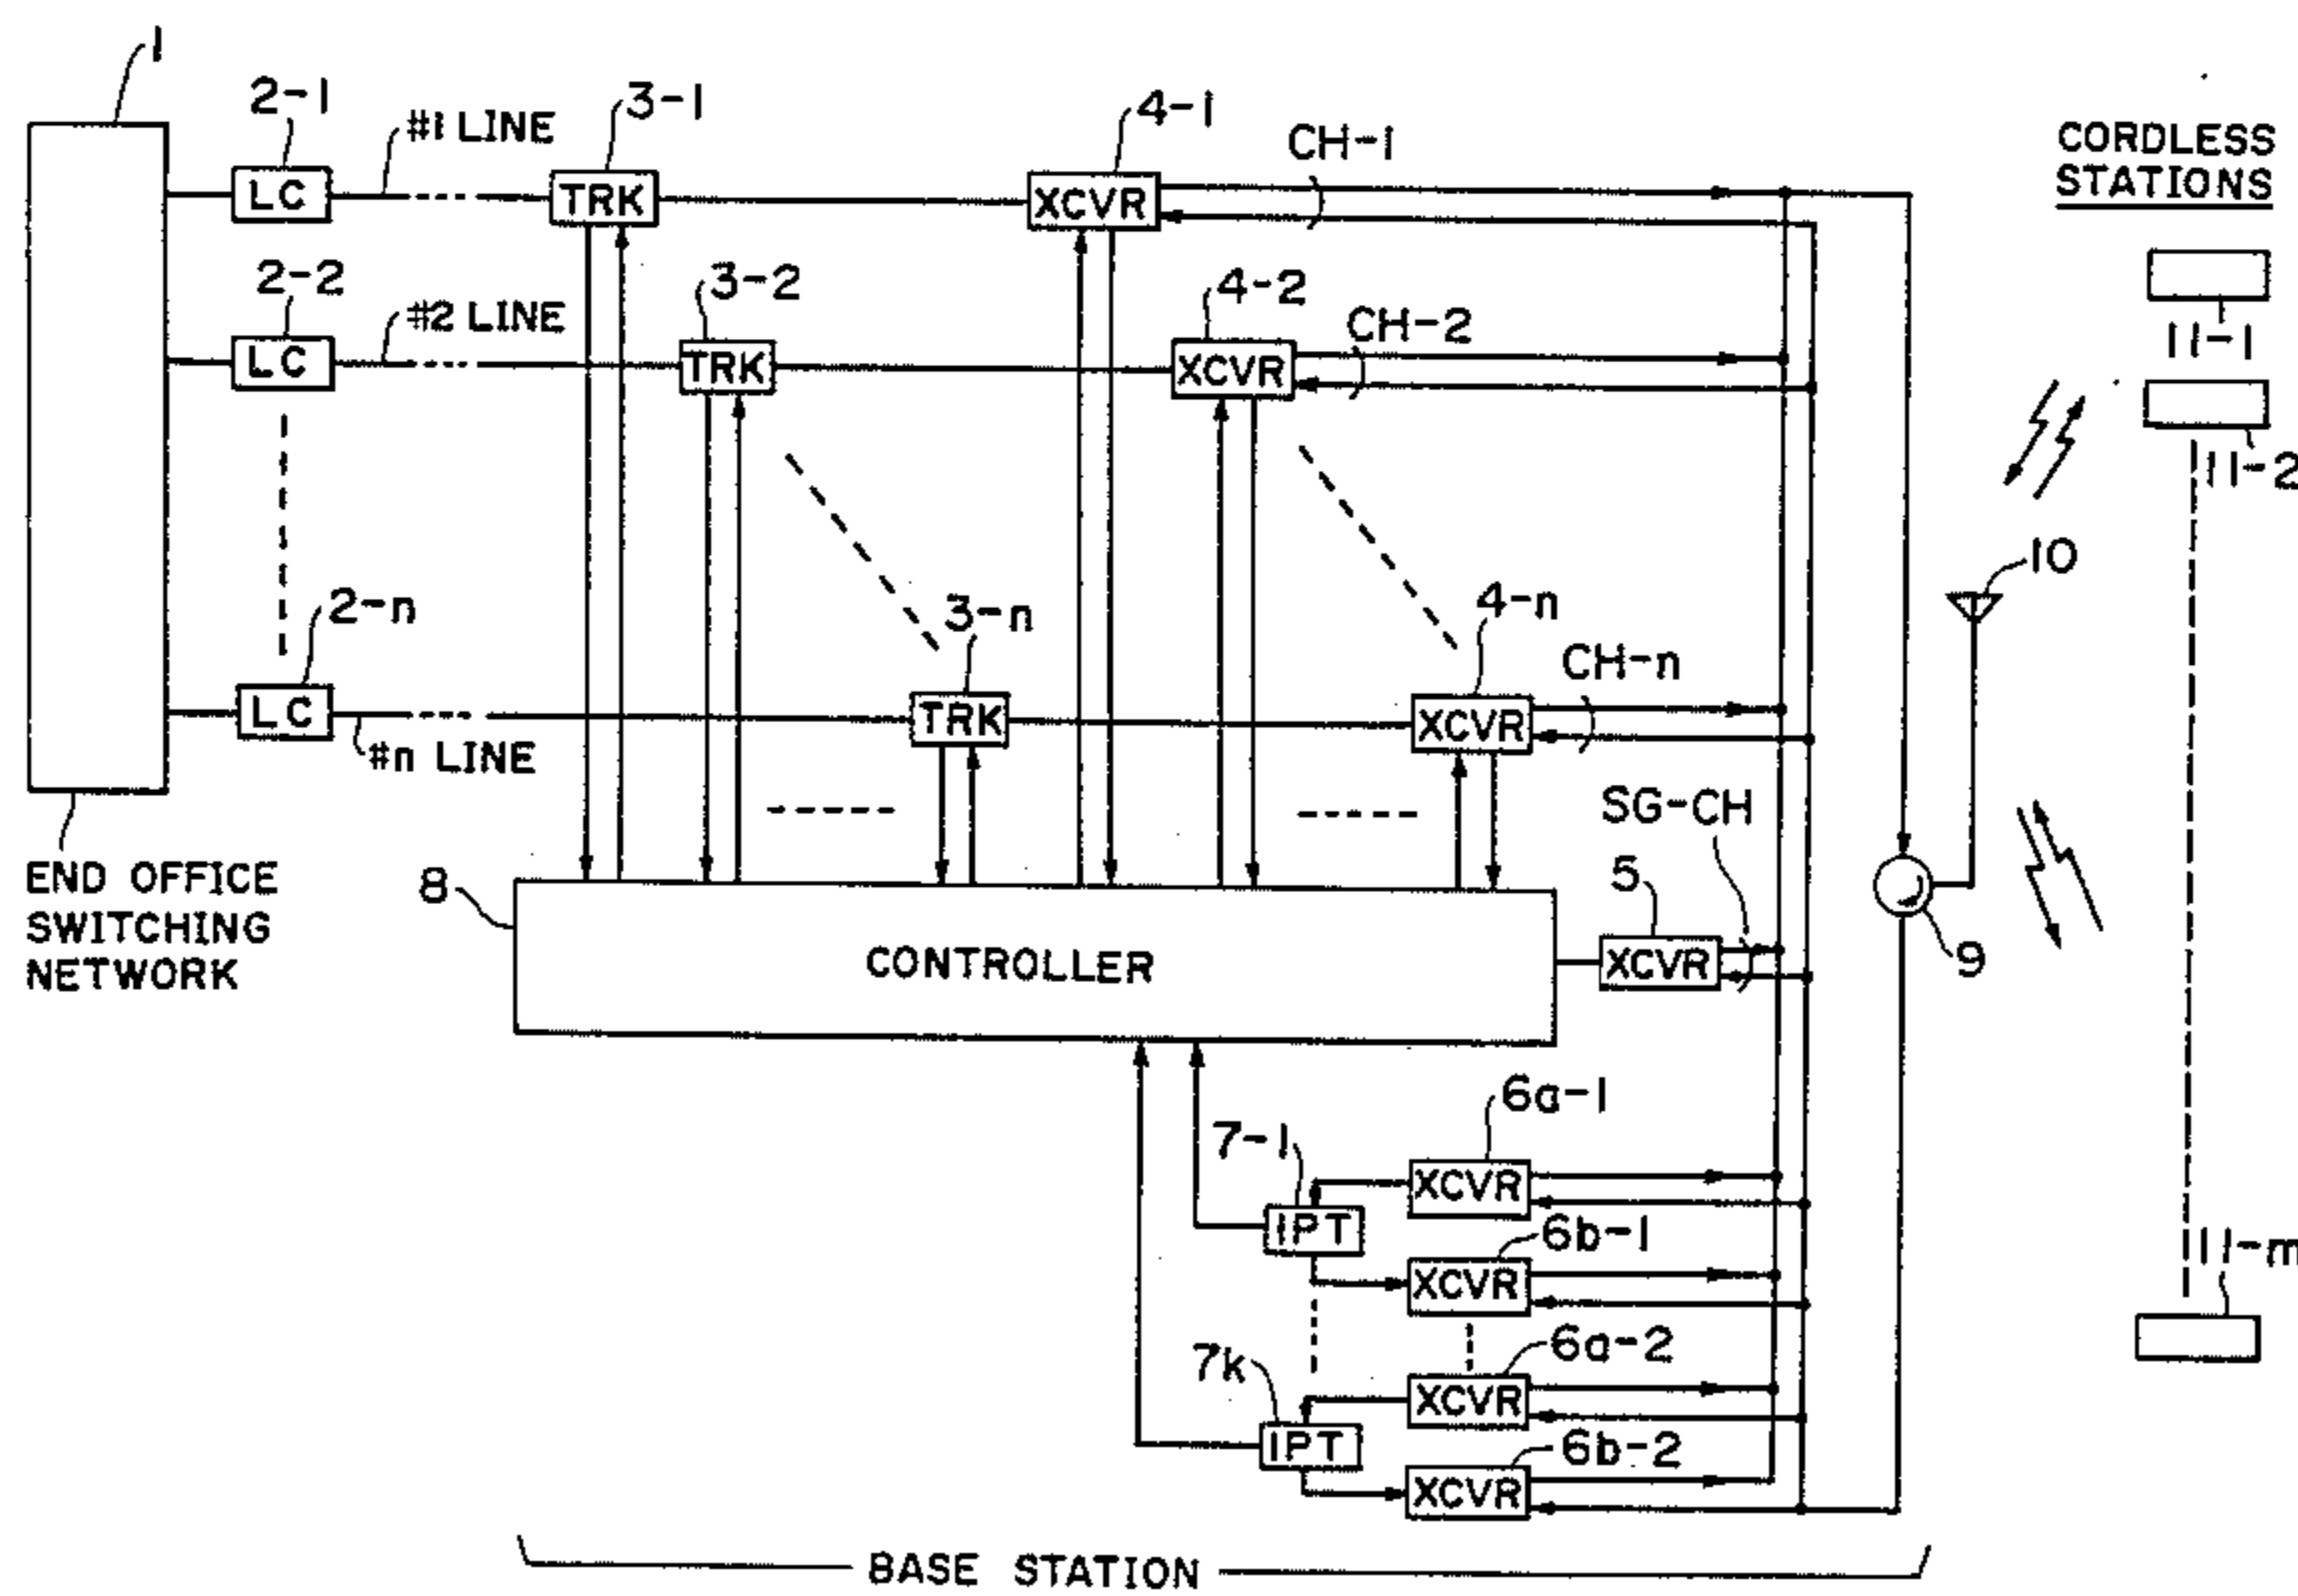 1
2-1
#1 LINE
3-1
4-1
CH-1
CORDLESS
STATIONS
LC
TRK
XCVR
11-1
2-2
#2 LINE
3-2
4-2
CH-2
LC
TRK
XCVR
11-2
10
2-n
3-n
4-n
CH-n
LC
TRK
XCVR
#n LINE
SG-CH
END OFFICE
SWITCHING
NETWORK
8
CONTROLLER
5
XCVR
9
6a-1
7-1
XCVR
IPT
6b-1
XCVR
11-m
6a-2
7k
XCVR
IPT
6b-2
XCVR
BASE STATION